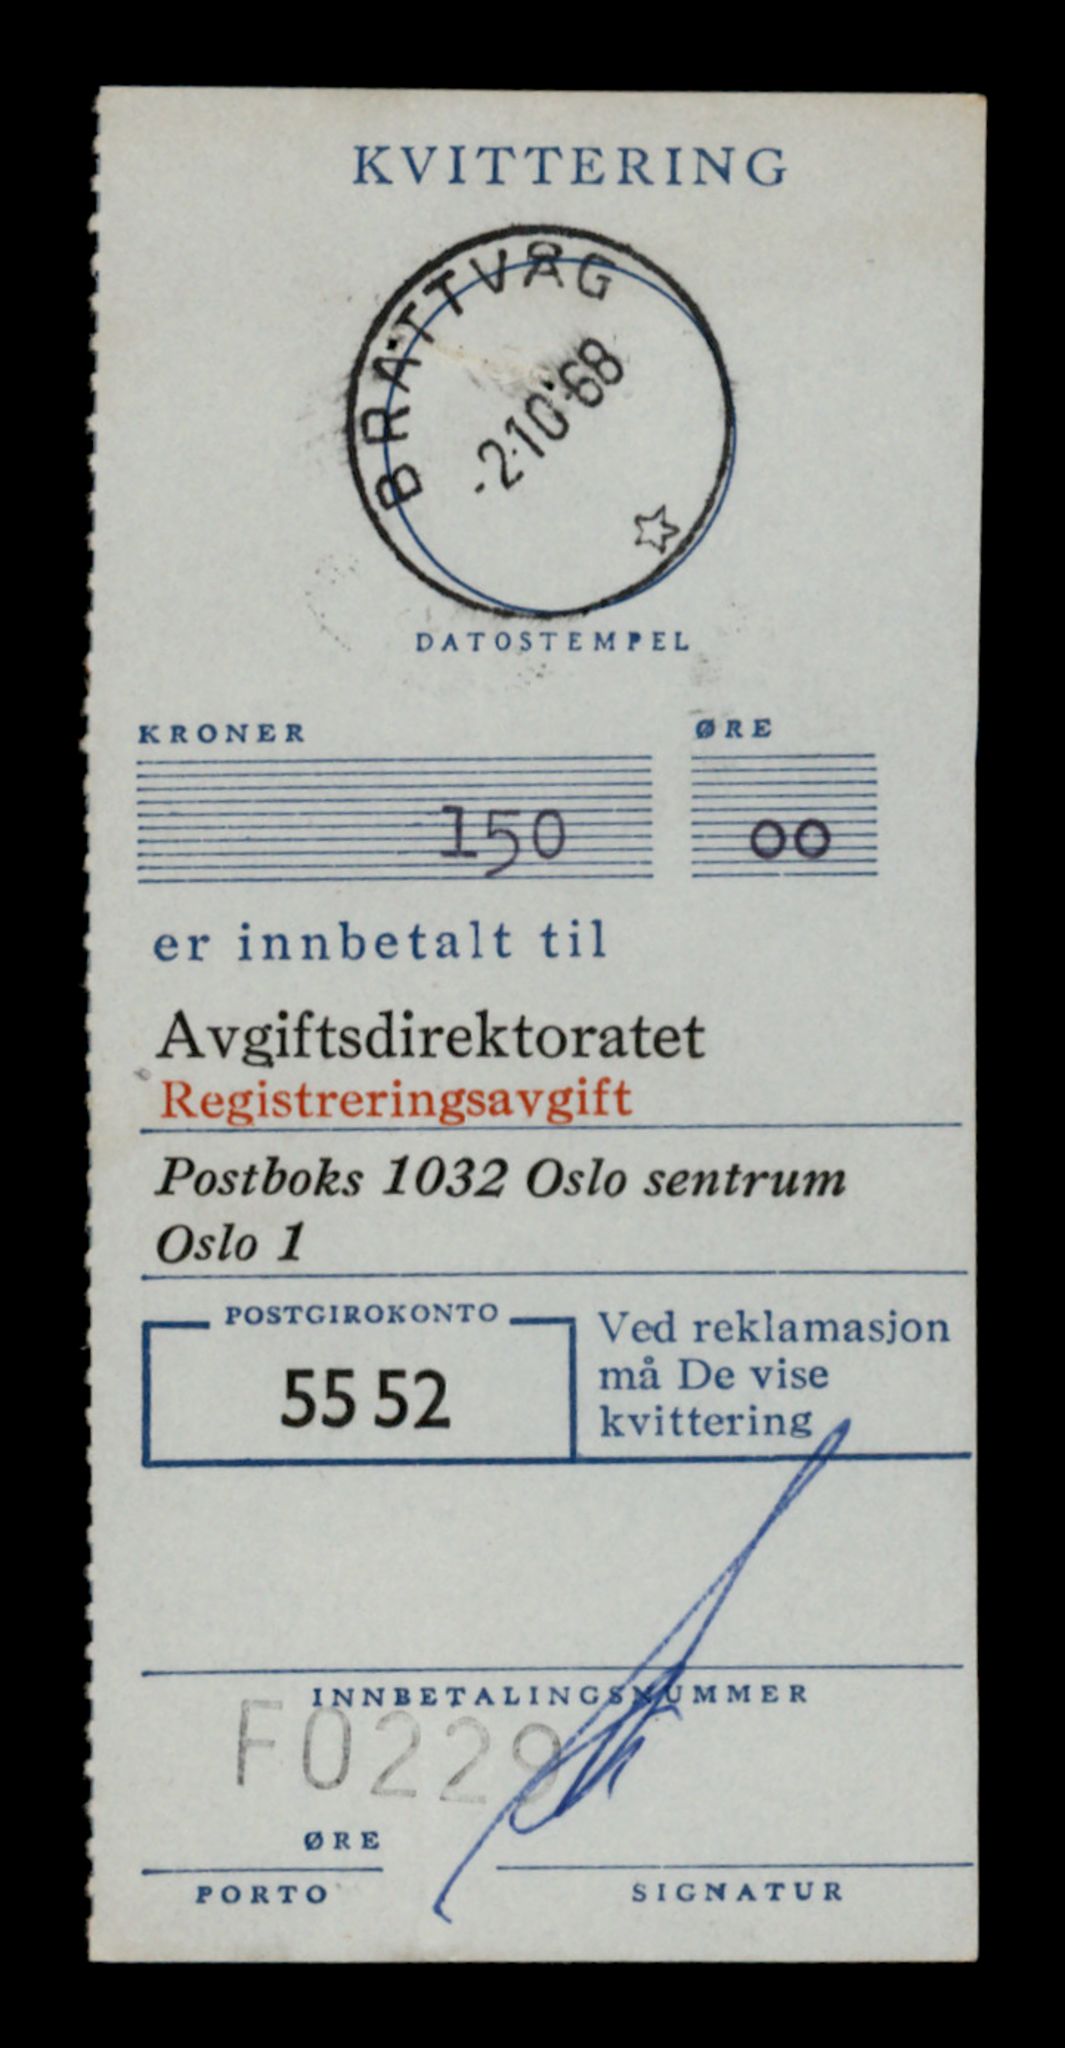 KVITTERING
BRATTVÅG
-2.10.68
DATOSTEMPEL
KRONER ØRE
150 00
er innbetalt til
Avgiftsdirektoratet
Registreringsavgift
Postboks 1032 Oslo sentrum
Oslo 1
POSTGIROKONTO
55 52
Ved reklamasjon
må De vise
kvittering
INNBETALINGSNUMMER
F0229
ØRE
PORTO
SIGNATUR